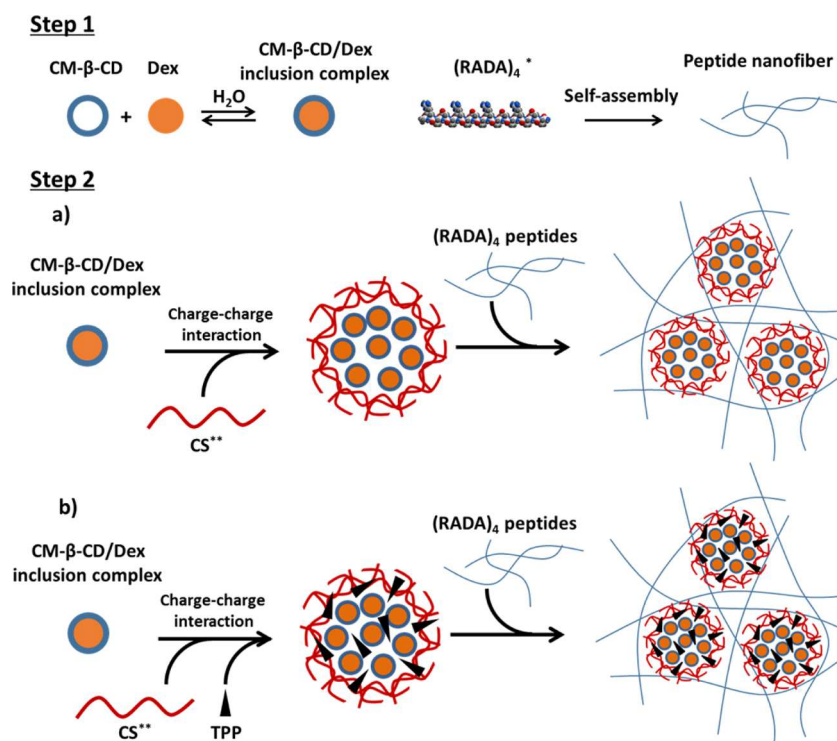 Step 1
CM-β-CD
Dex
CM-β-CD/Dex
inclusion complex
+
H₂O
(RADA)₄ *
Self-assembly
Peptide nanofiber
Step 2
a)
CM-β-CD/Dex
inclusion complex
Charge-charge
interaction
CS**
(RADA)₄ peptides
b)
CM-β-CD/Dex
inclusion complex
Charge-charge
interaction
CS**
TPP
(RADA)₄ peptides